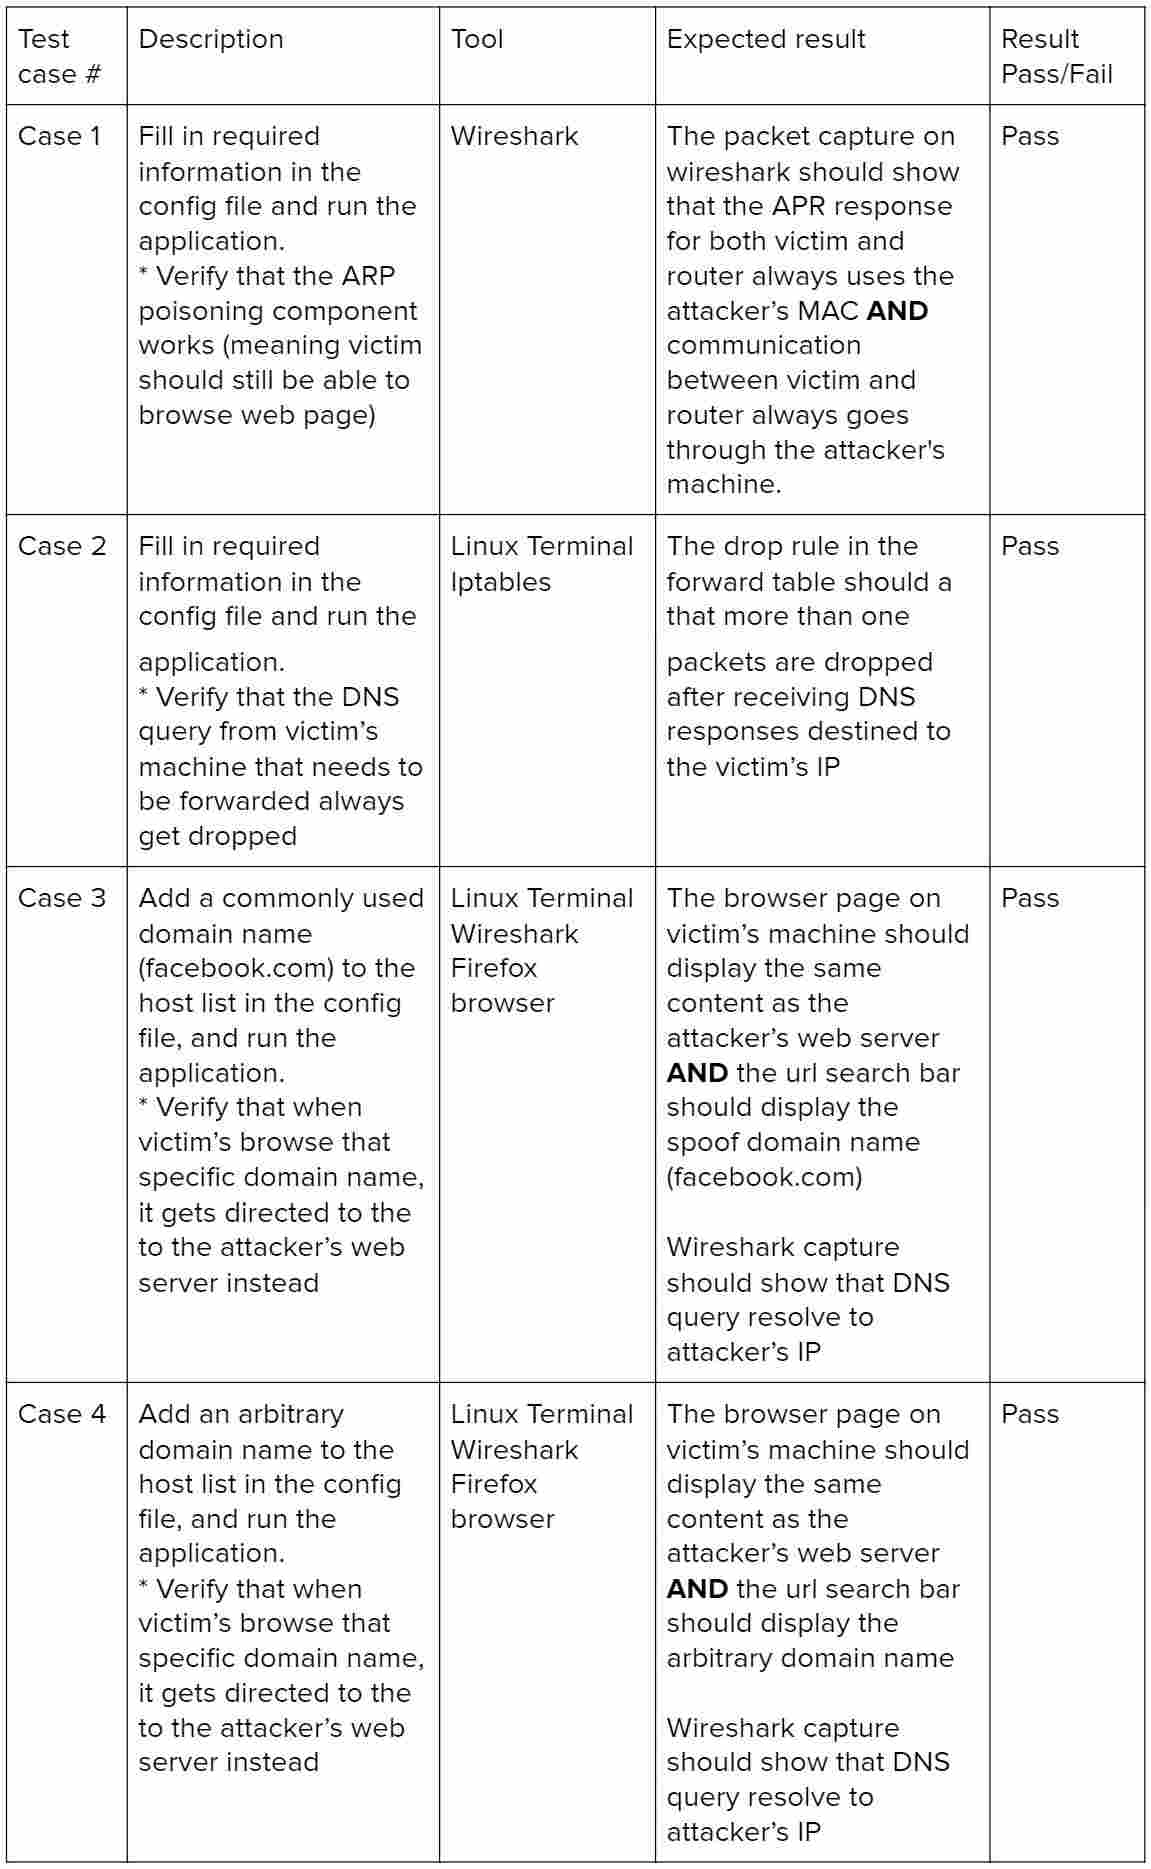 Test
case #
Description
Tool
Expected result
Result
Pass/Fail
Case 1
Fill in required
information in the
config file and run the
application.
* Verify that the ARP
poisoning component
works (meaning victim
should still be able to
browse web page)
Wireshark
The packet capture on
wireshark should show
that the APR response
for both victim and
router always uses the
attacker’s MAC AND
communication
between victim and
router always goes
through the attacker's
machine.
Pass
Case 2
Fill in required
information in the
config file and run the
application.
* Verify that the DNS
query from victim’s
machine that needs to
be forwarded always
get dropped
Linux Terminal
Iptables
The drop rule in the
forward table should a
that more than one
packets are dropped
after receiving DNS
responses destined to
the victim’s IP
Pass
Case 3
Add a commonly used
domain name
(facebook.com) to the
host list in the config
file, and run the
application.
* Verify that when
victim’s browse that
specific domain name,
it gets directed to the
to the attacker’s web
server instead
Linux Terminal
Wireshark
Firefox
browser
The browser page on
victim’s machine should
display the same
content as the
attacker’s web server
AND the url search bar
should display the
spoof domain name
(facebook.com)
Wireshark capture
should show that DNS
query resolve to
attacker’s IP
Pass
Case 4
Add an arbitrary
domain name to the
host list in the config
file, and run the
application.
* Verify that when
victim’s browse that
specific domain name,
it gets directed to the
to the attacker’s web
server instead
Linux Terminal
Wireshark
Firefox
browser
The browser page on
victim’s machine should
display the same
content as the
attacker’s web server
AND the url search bar
should display the
arbitrary domain name
Wireshark capture
should show that DNS
query resolve to
attacker’s IP
Pass